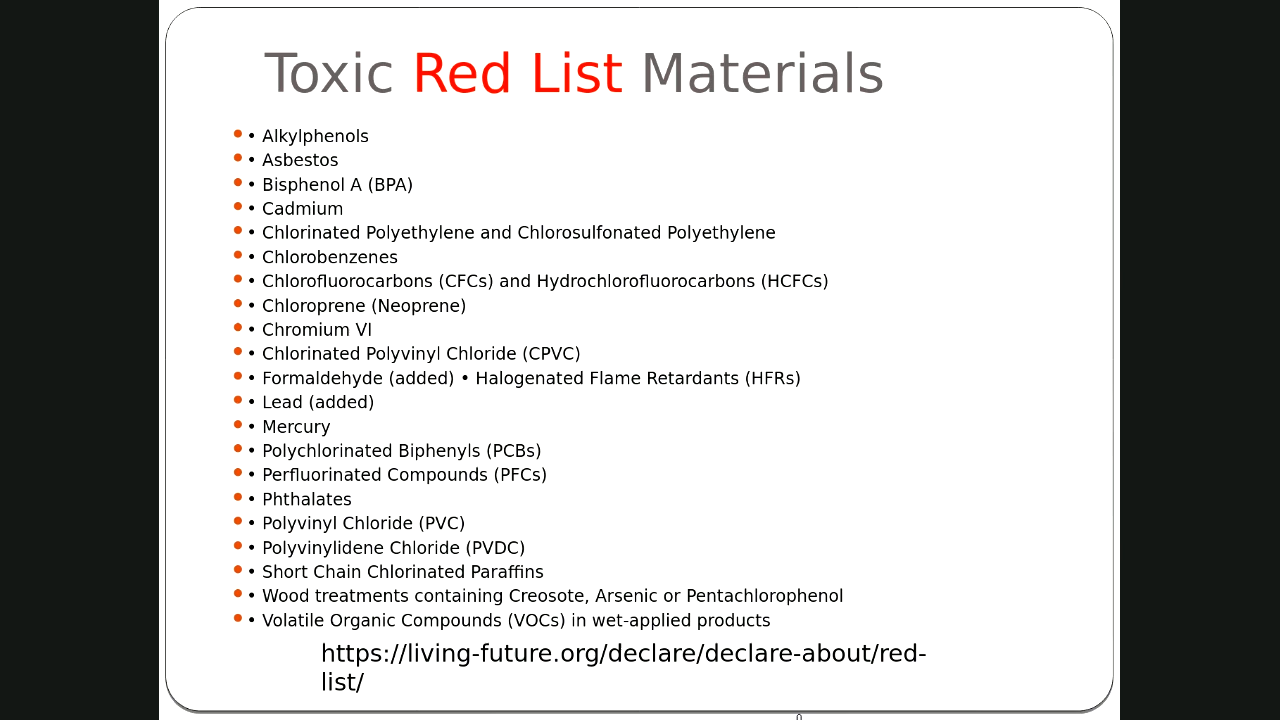 Toxic Red List Materials
• • Alkylphenols
• • Asbestos
• • Bisphenol A (BPA)
• • Cadmium
• • Chlorinated Polyethylene and Chlorosulfonated Polyethylene
• • Chlorobenzenes
• • Chlorofluorocarbons (CFCs) and Hydrochlorofluorocarbons (HCFCs)
• • Chloroprene (Neoprene)
• • Chromium VI
• • Chlorinated Polyvinyl Chloride (CPVC)
• • Formaldehyde (added) • Halogenated Flame Retardants (HFRs)
• • Lead (added)
• • Mercury
• • Polychlorinated Biphenyls (PCBs)
• • Perfluorinated Compounds (PFCs)
• • Phthalates
• • Polyvinyl Chloride (PVC)
• • Polyvinylidene Chloride (PVDC)
• • Short Chain Chlorinated Paraffins
• • Wood treatments containing Creosote, Arsenic or Pentachlorophenol
• • Volatile Organic Compounds (VOCs) in wet-applied products
https://living-future.org/declare/declare-about/red-
list/